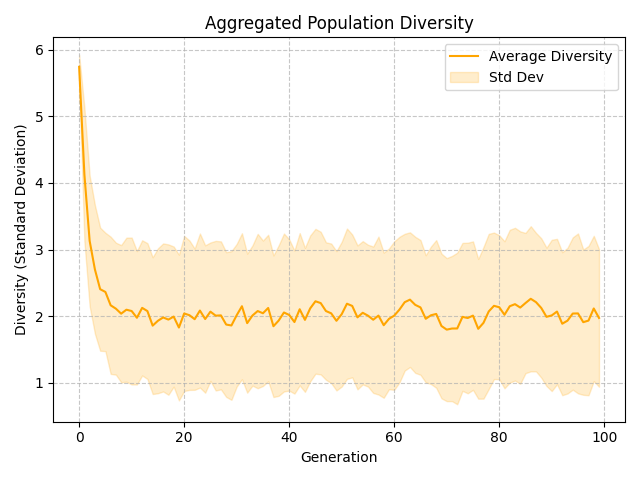 Aggregated Population Diversity
Average Diversity
Std Dev
Diversity (Standard Deviation)
6
5
4
3
2
1
0 20 40 60 80 100
Generation